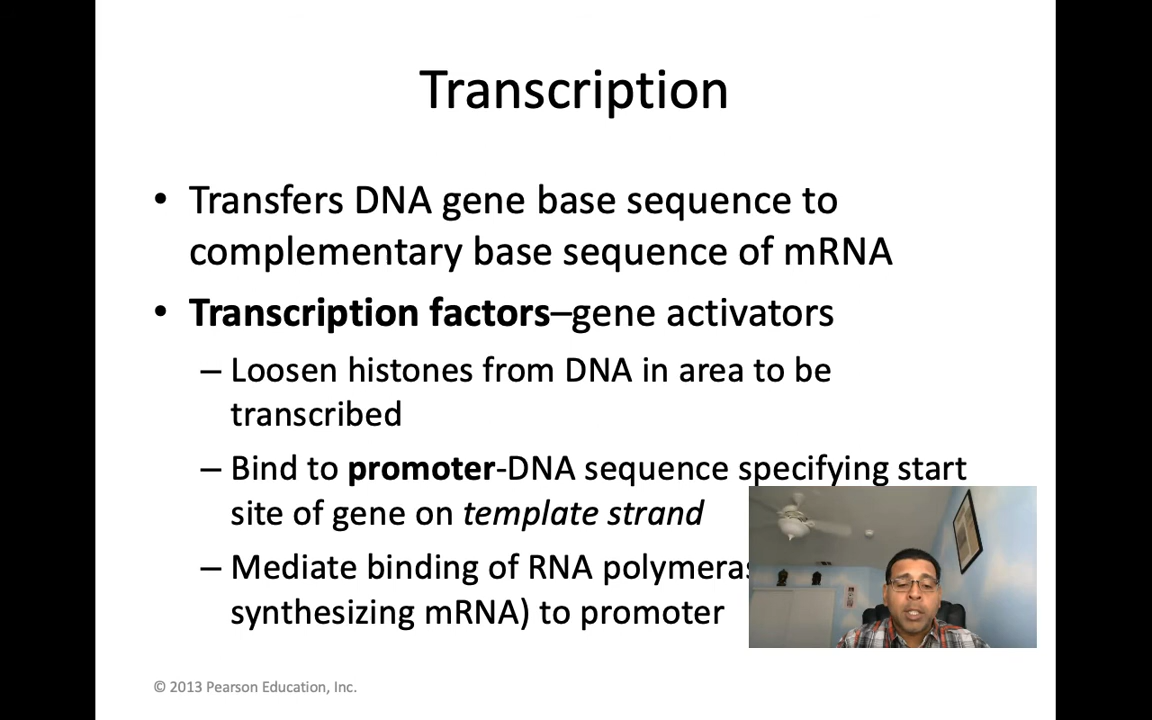 Transcription
• Transfers DNA gene base sequence to
complementary base sequence of mRNA
• Transcription factors–gene activators
– Loosen histones from DNA in area to be
transcribed
– Bind to promoter-DNA sequence specifying start
site of gene on template strand
– Mediate binding of RNA
synthesizing mRNA) to promoter
© 2013 Pearson Education, Inc.